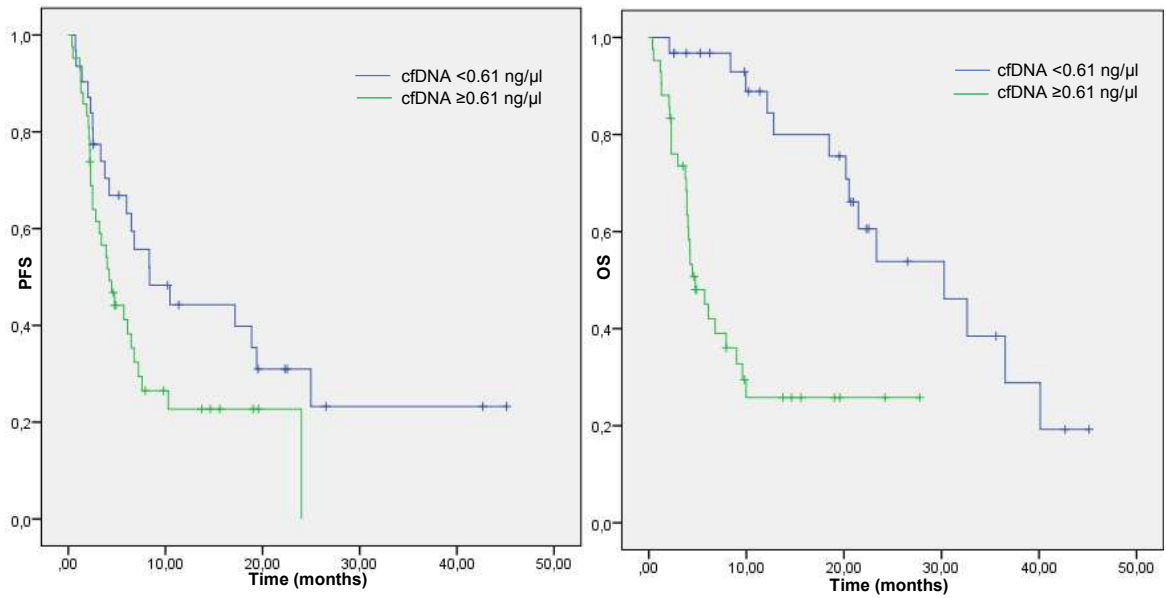 1,0
0,8
0,6
0,4
0,2
0,0
PFS
cfDNA <0.61 ng/µl
cfDNA ≥0.61 ng/µl
,00 10,00 20,00 30,00 40,00 50,00
Time (months)
1,0
0,8
0,6
0,4
0,2
0,0
OS
cfDNA <0.61 ng/µl
cfDNA ≥0.61 ng/µl
,00 10,00 20,00 30,00 40,00 50,00
Time (months)